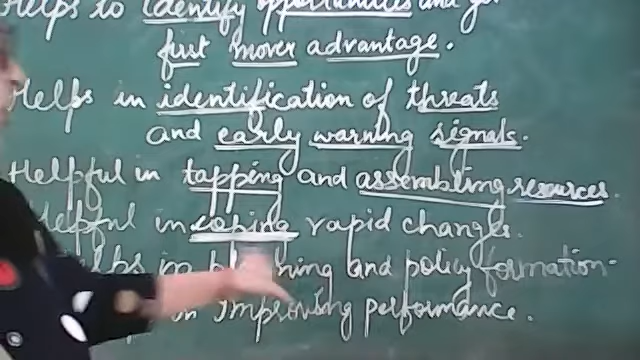 Helps to identify opportunities and get
first mover advantage.
Helps in identification of threats
and early warning signals.
Helpful in tapping and assembling resources.
Helpful in coping rapid changes.
Helps in planning and policy formation.
in Improving performance.